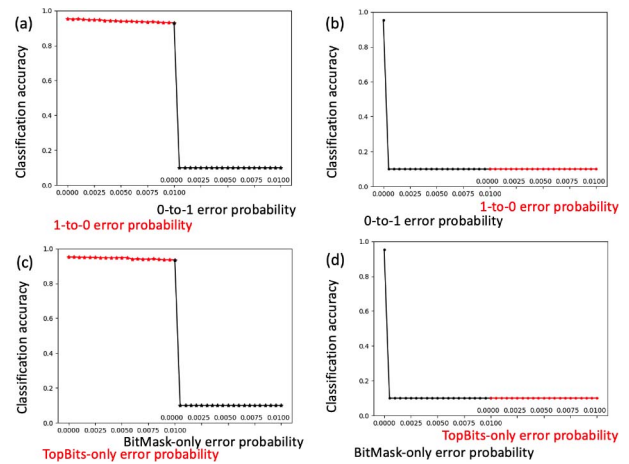 (a)
Classification accuracy
1.0
0.8
0.6
0.4
0.2
0.0
0.0000 0.0025 0.0050 0.0075 0.0100
0.0000 0.0025 0.0050 0.0075 0.0100
0-to-1 error probability
1-to-0 error probability
(b)
Classification accuracy
1.0
0.8
0.6
0.4
0.2
0.0
0.0000 0.0025 0.0050 0.0075 0.0100
0.0000 0.0025 0.0050 0.0075 0.0100
1-to-0 error probability
0-to-1 error probability
(c)
Classification accuracy
1.0
0.8
0.6
0.4
0.2
0.0
0.0000 0.0025 0.0050 0.0075 0.0100
0.0000 0.0025 0.0050 0.0075 0.0100
BitMask-only error probability
TopBits-only error probability
(d)
Classification accuracy
1.0
0.8
0.6
0.4
0.2
0.0
0.0000 0.0025 0.0050 0.0075 0.0100
0.0000 0.0025 0.0050 0.0075 0.0100
TopBits-only error probability
BitMask-only error probability